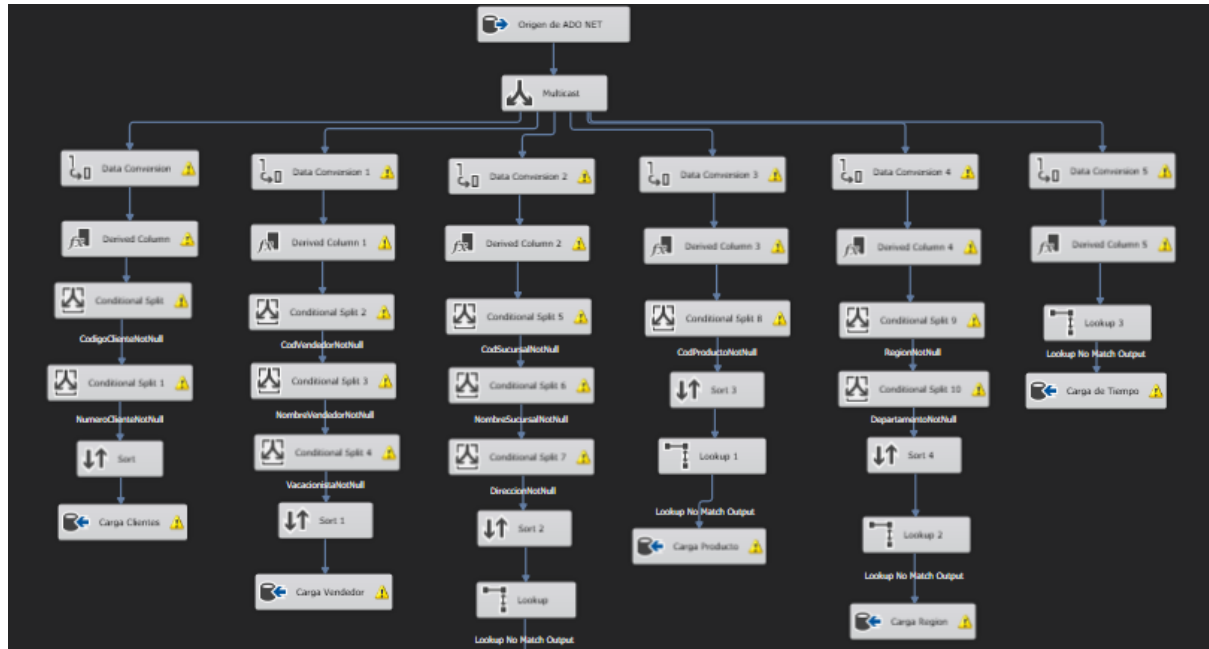 Origen de ADO NET
Multicast
Data Conversion
Data Conversion 1
Data Conversion 2
Data Conversion 3
Data Conversion 4
Data Conversion 5
Derived Column
Derived Column 1
Derived Column 2
Derived Column 3
Derived Column 4
Derived Column 5
Conditional Split
Conditional Split 2
Conditional Split 5
Conditional Split 8
Conditional Split 9
Lookup 3
CodigoClienteNotNull
CodVendedorNotNull
CodSucursalNotNull
CodProductoNotNull
RegionNotNull
Lookup No Match Output
Conditional Split 1
Conditional Split 3
Conditional Split 6
Sort 3
Conditional Split 10
Carga de Tiempo
NumeroClienteNotNull
NombreVendedorNotNull
NombreSucursalNotNull
DepartamentoNotNull
Sort
Conditional Split 4
Conditional Split 7
Lookup 1
Sort 4
VacacionistaNotNull
DireccionNotNull
Lookup No Match Output
Carga Clientes
Sort 1
Sort 2
Carga Producto
Lookup 2
Lookup No Match Output
Carga Vendedor
Lookup
Carga Region
Lookup No Match Output